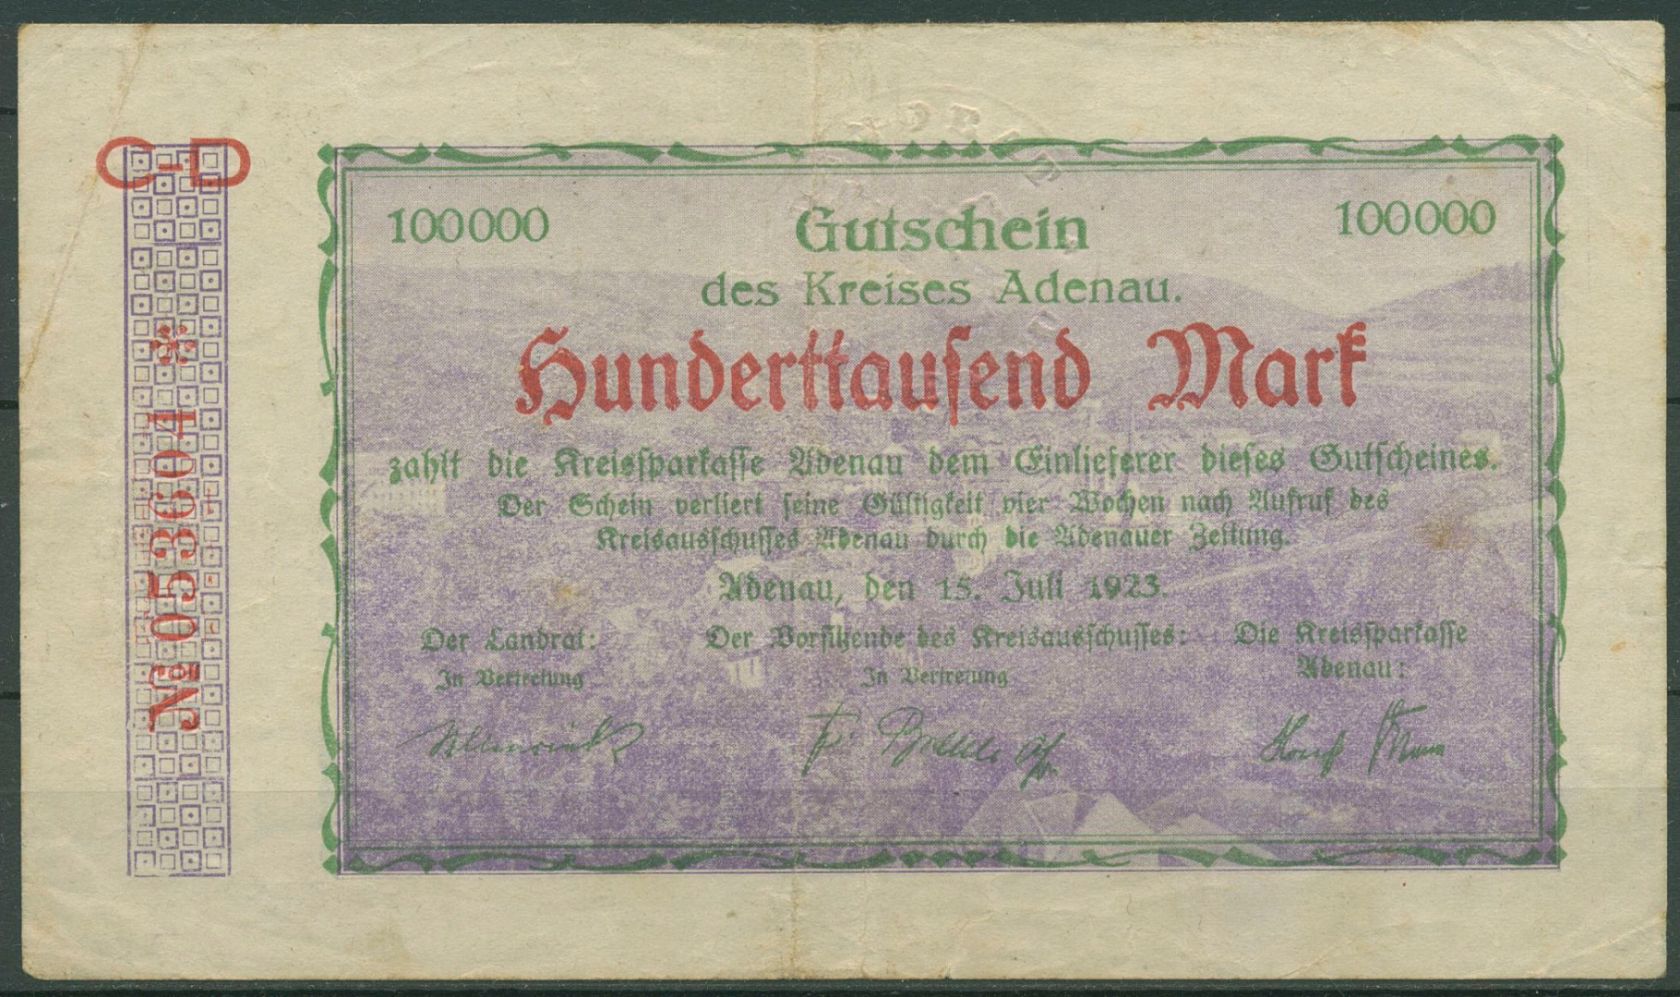 C-D
№ 053604 *
100000
100000
Gutschein
des Kreises Adenau.
Hunderttausend Mark
zahlt die Kreissparkasse Adenau dem Einlieferer dieses Gutscheines.
Der Schein verliert seine Gültigkeit vier Wochen nach Aufruf des
Kreisausschusses Adenau durch die Adenauer Zeitung.
Adenau, den 15. Juli 1923.
Der Landrat:
In Vertretung
Der Vorsitzende des Kreisausschusses:
In Vertretung
Die Kreissparkasse
Adenau: